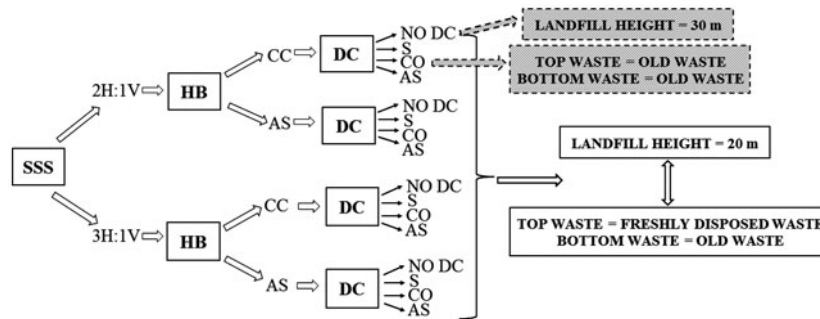 NO DC
S
CO
AS
LANDFILL HEIGHT = 30 m
CC
DC
TOP WASTE = OLD WASTE
BOTTOM WASTE = OLD WASTE
2H:1V
HB
AS
DC
NO DC
S
CO
AS
SSS
LANDFILL HEIGHT = 20 m
3H:1V
HB
CC
DC
NO DC
S
CO
AS
TOP WASTE = FRESHLY DISPOSED WASTE
BOTTOM WASTE = OLD WASTE
AS
DC
NO DC
S
CO
AS